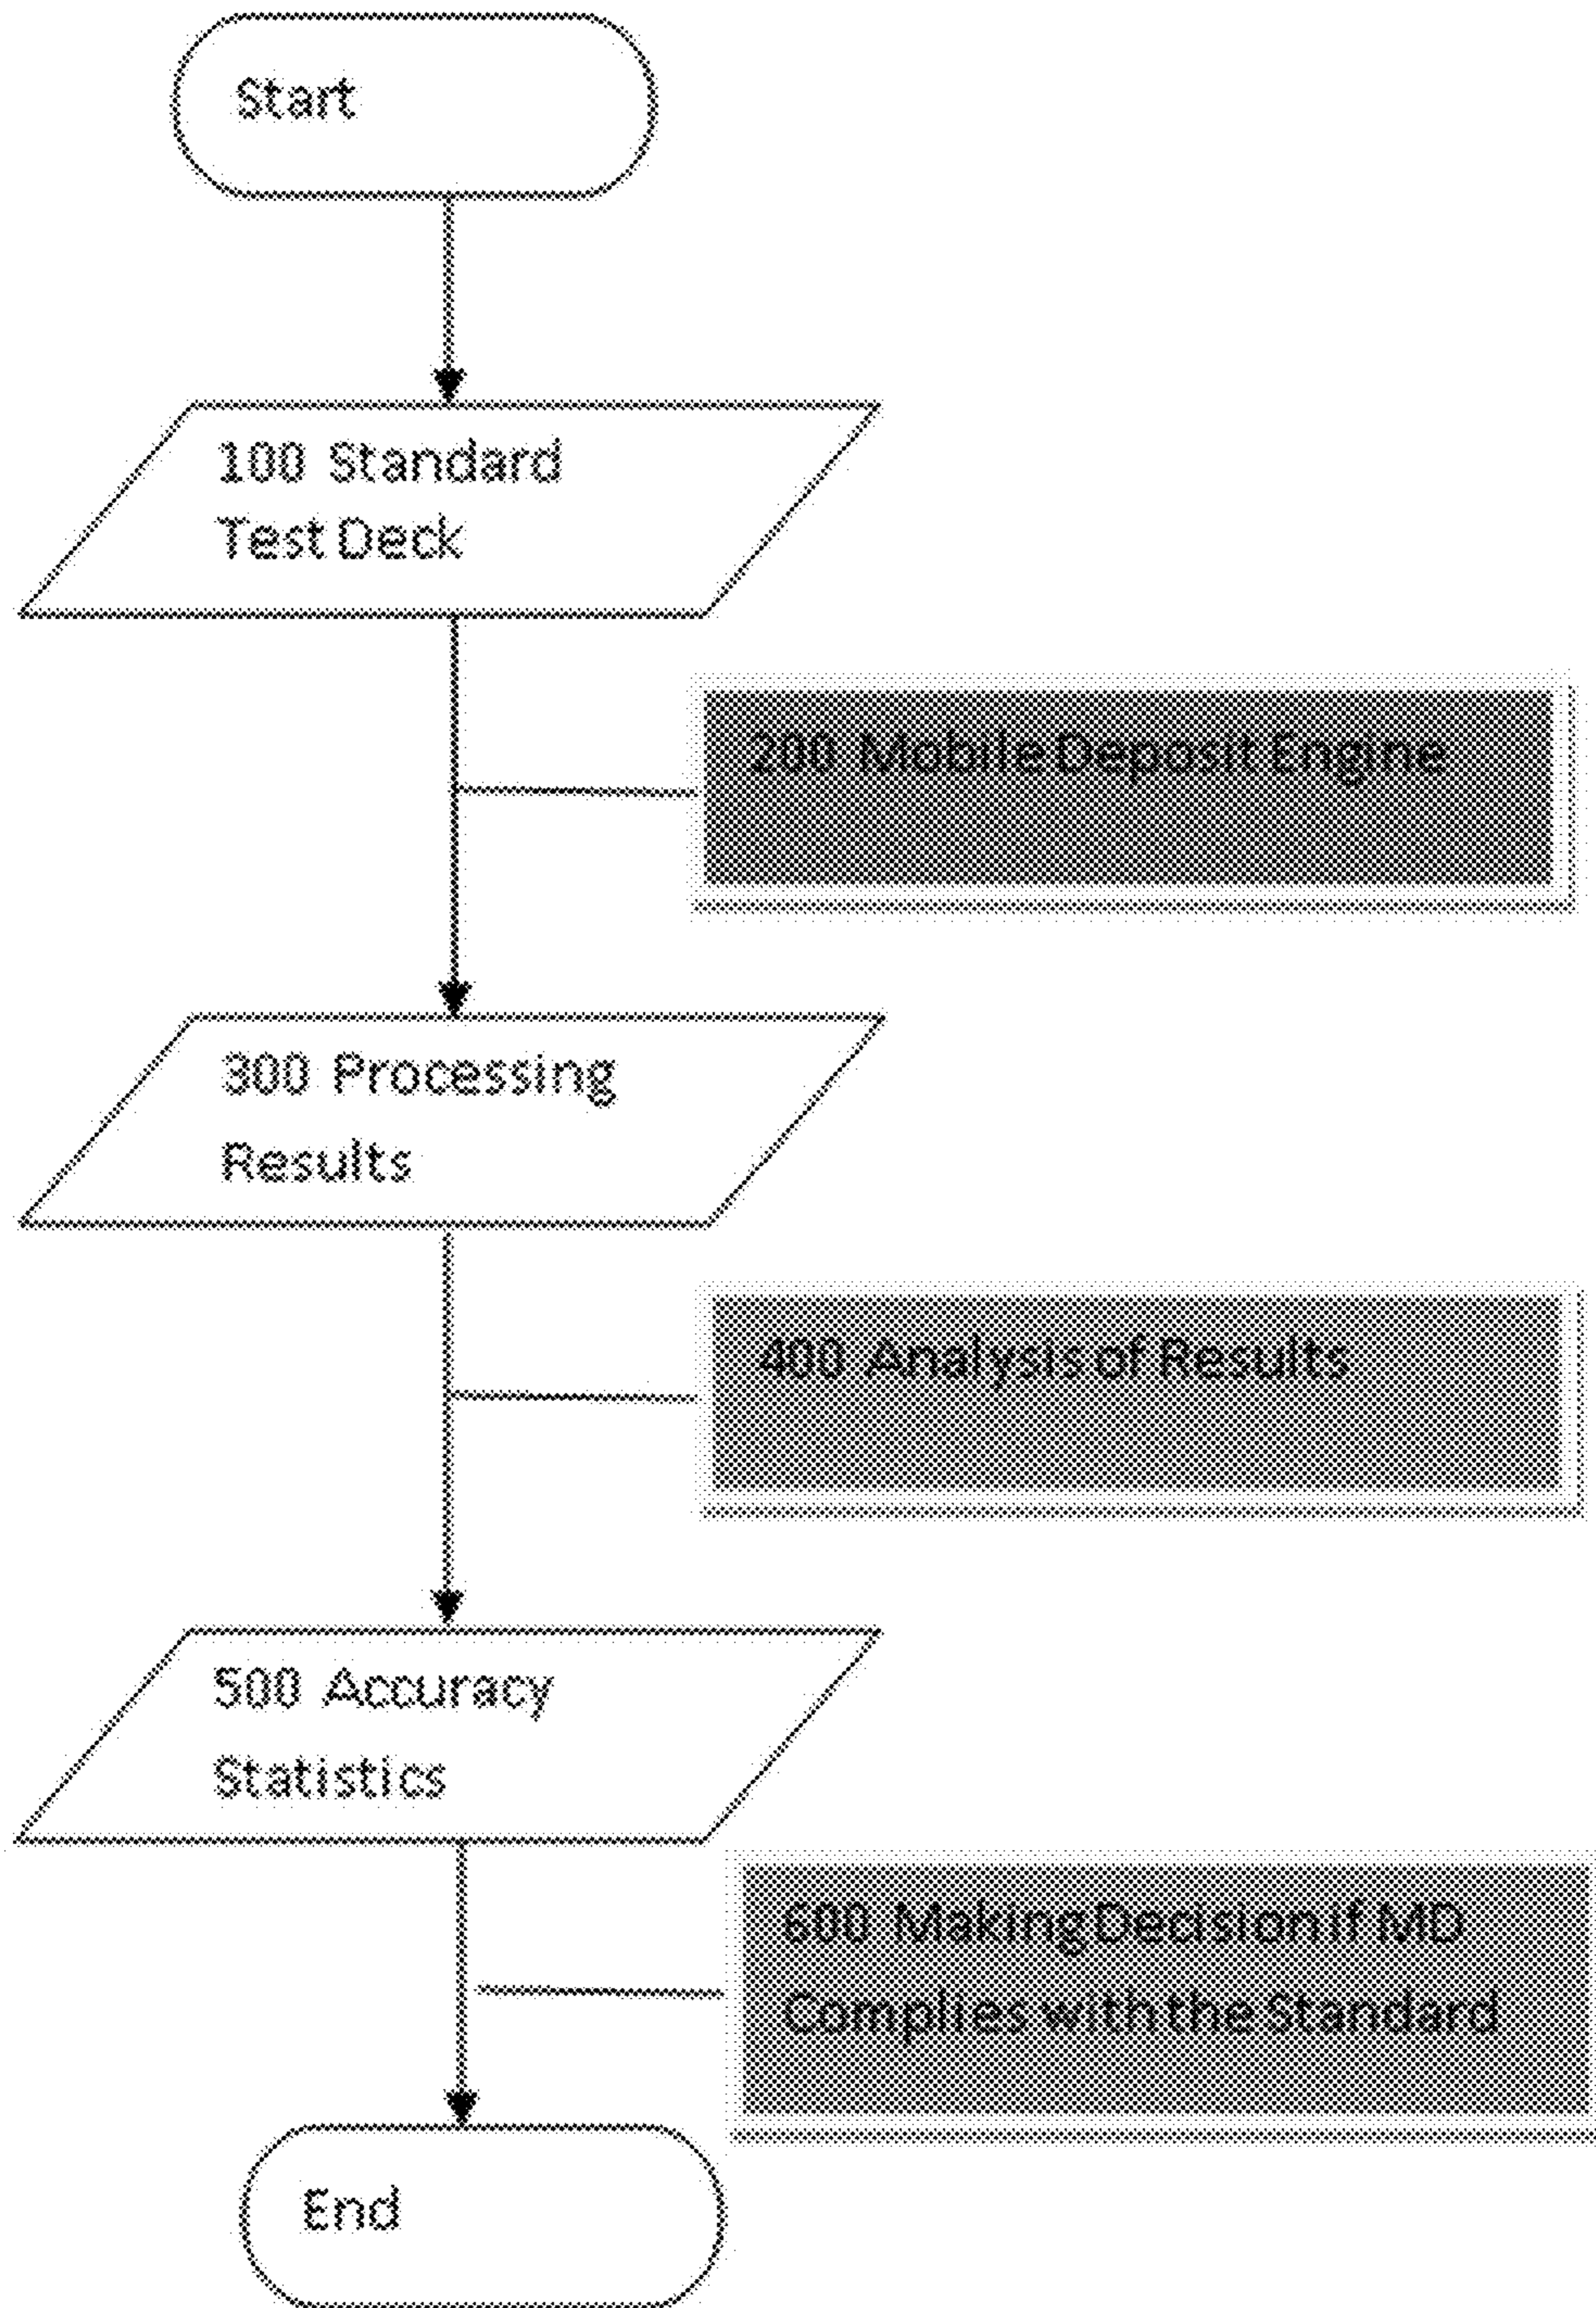 Start
100 Standard
Test Deck
200 Mobile Deposit Engine
300 Processing
Results
400 Analysis of Results
500 Accuracy
Statistics
600 Making Decision if MD
Complies with the Standard
End